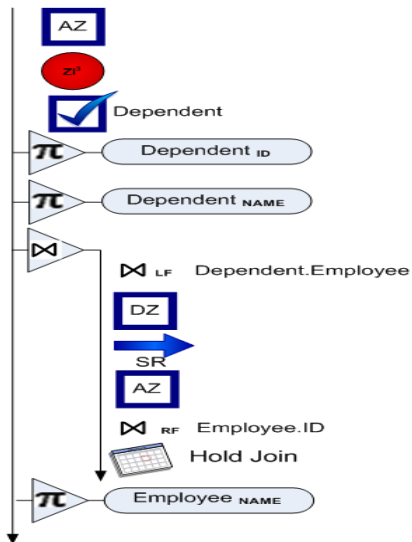 AZ
ZI³
Dependent
π Dependent ID
π Dependent NAME
⋈
⋈ LF Dependent.Employee
DZ
SR
AZ
⋈ RF Employee.ID
Hold Join
π Employee NAME